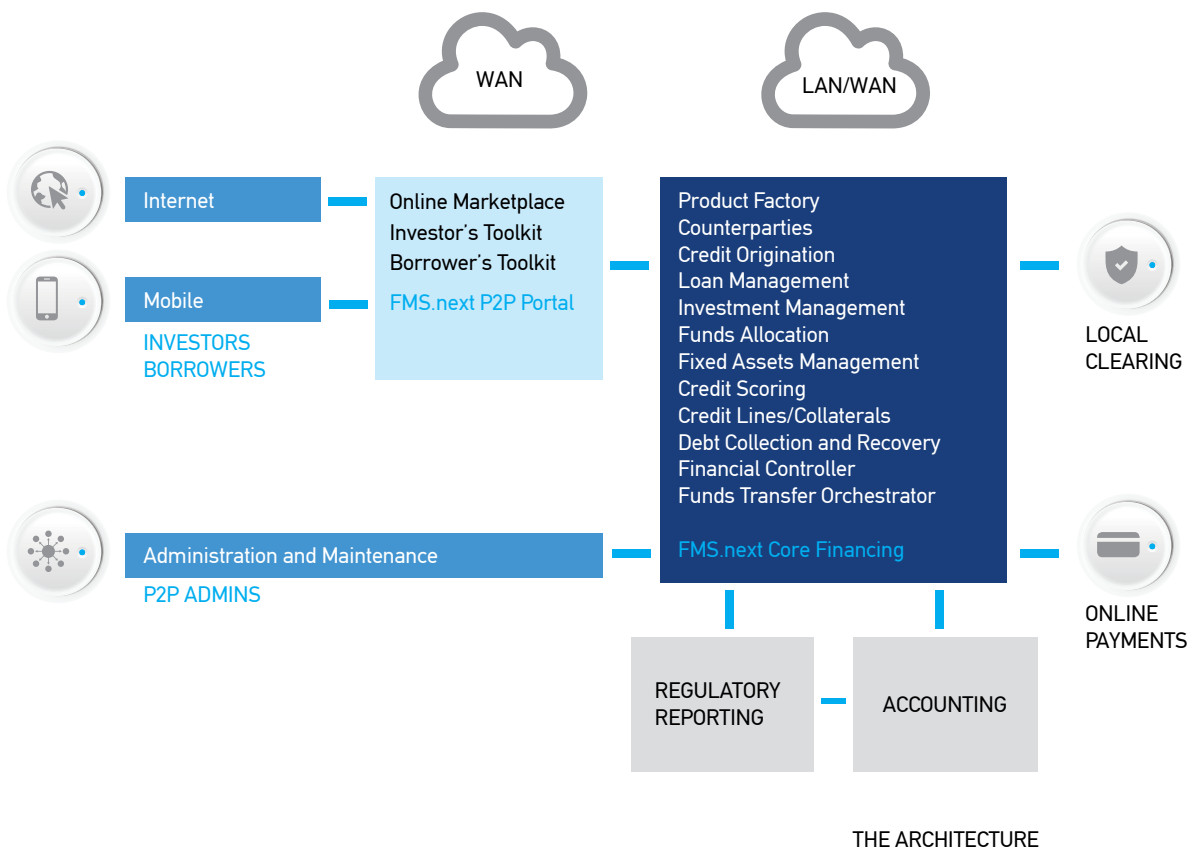 WAN
LAN/WAN
Internet
Mobile
INVESTORS
BORROWERS
Online Marketplace
Investor's Toolkit
Borrower's Toolkit
FMS.next P2P Portal
Product Factory
Counterparties
Credit Origination
Loan Management
Investment Management
Funds Allocation
Fixed Assets Management
Credit Scoring
Credit Lines/Collaterals
Debt Collection and Recovery
Financial Controller
Funds Transfer Orchestrator
FMS.next Core Financing
LOCAL
CLEARING
Administration and Maintenance
P2P ADMINS
ONLINE
PAYMENTS
REGULATORY
REPORTING
ACCOUNTING
THE ARCHITECTURE